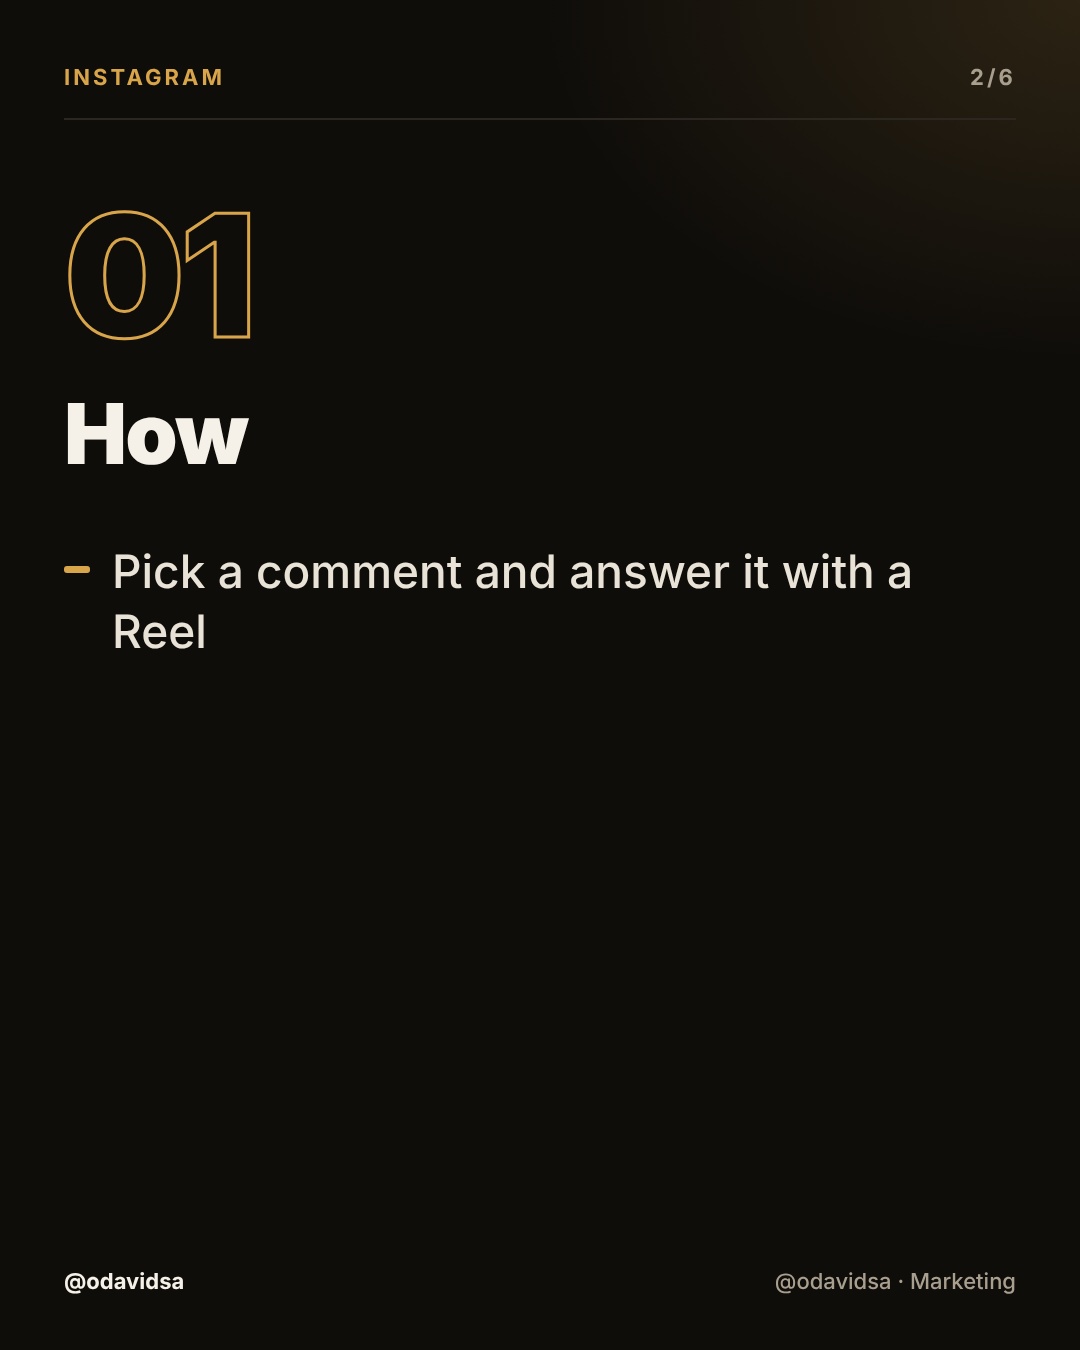 INSTAGRAM
2/6
01
How
Pick a comment and answer it with a
Reel
@odavidsa
@odavidsa · Marketing